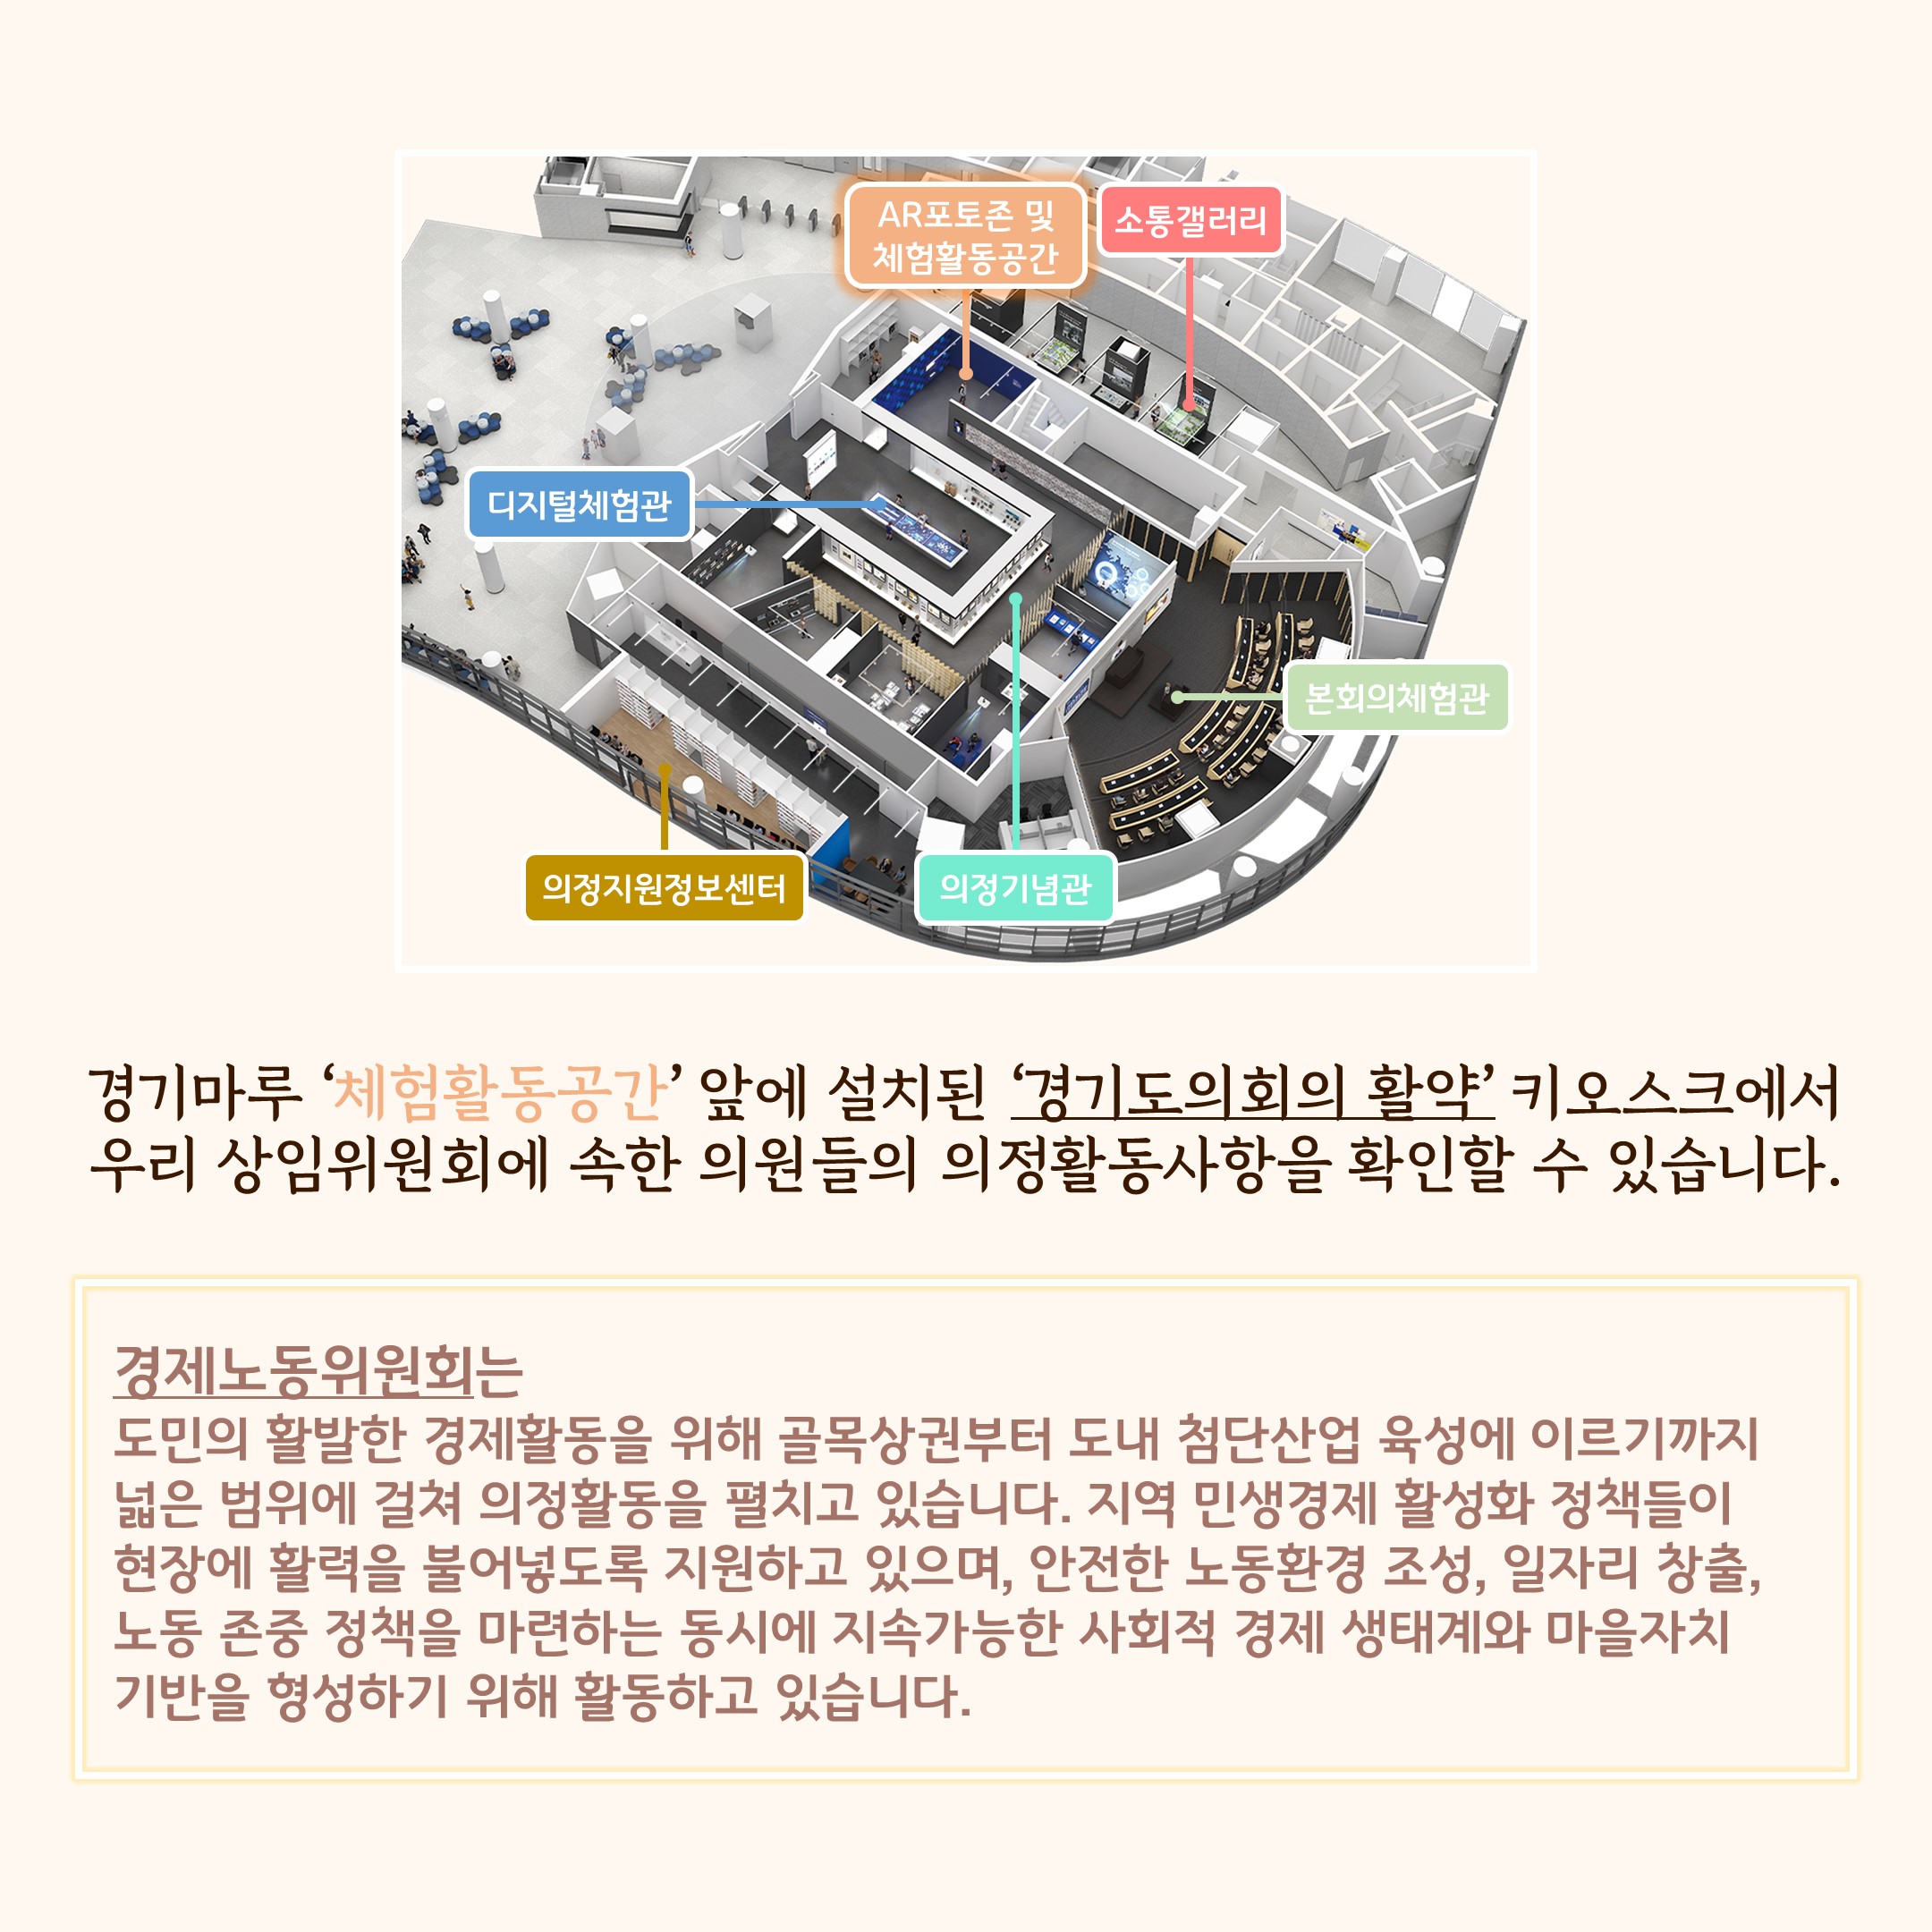 AR포토존 및
체험활동공간
소통갤러리
디지털체험관
본회의체험관
의정지원정보센터
의정기념관
경기마루 ‘체험활동공간’ 앞에 설치된 ‘경기도의회의 활약’ 키오스크에서
우리 상임위원회에 속한 의원들의 의정활동사항을 확인할 수 있습니다.
경제노동위원회는
도민의 활발한 경제활동을 위해 골목상권부터 도내 첨단산업 육성에 이르기까지
넓은 범위에 걸쳐 의정활동을 펼치고 있습니다. 지역 민생경제 활성화 정책들이
현장에 활력을 불어넣도록 지원하고 있으며, 안전한 노동환경 조성, 일자리 창출,
노동 존중 정책을 마련하는 동시에 지속가능한 사회적 경제 생태계와 마을자치
기반을 형성하기 위해 활동하고 있습니다.